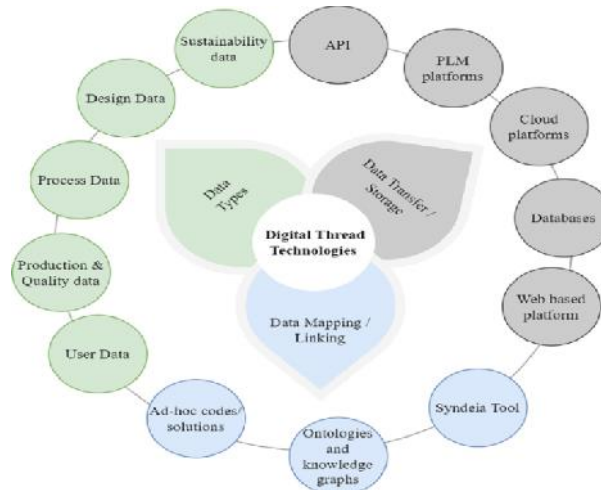 Sustainability
data
API
PLM
platforms
Design Data
Cloud
platforms
Process Data
Data
Types
Data Transfer /
Storage
Databases
Digital Thread
Technologies
Production &
Quality data
Web based
platform
Data Mapping /
Linking
User Data
Syndeia Tool
Ad-hoc codes/
solutions
Ontologies and
knowledge
graphs